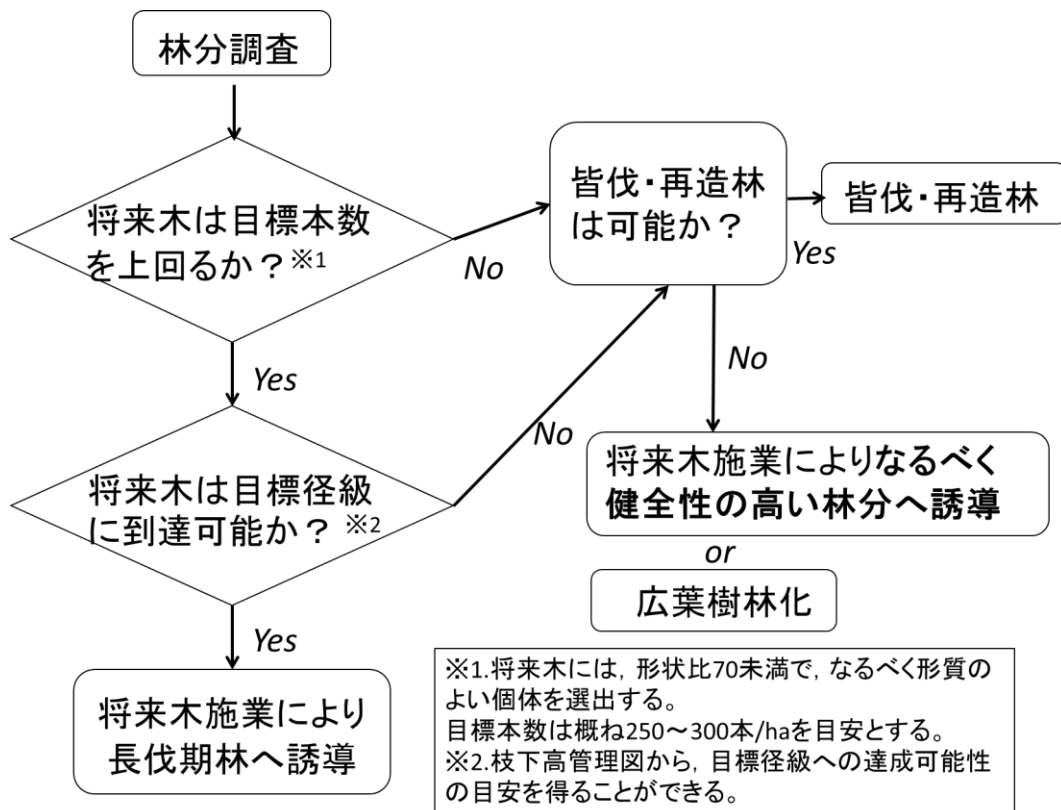 林分調査
将来木は目標本数
を上回るか？※1
No
皆伐・再造林
は可能か？
Yes
皆伐・再造林
Yes
No
No
将来木は目標径級
に到達可能か？ ※2
将来木施業によりなるべく
健全性の高い林分へ誘導
or
広葉樹林化
Yes
将来木施業により
長伐期林へ誘導
※1.将来木には，形状比70未満で，なるべく形質の
よい個体を選出する。
目標本数は概ね250～300本/haを目安とする。
※2.枝下高管理図から，目標径級への達成可能性
の目安を得ることができる。